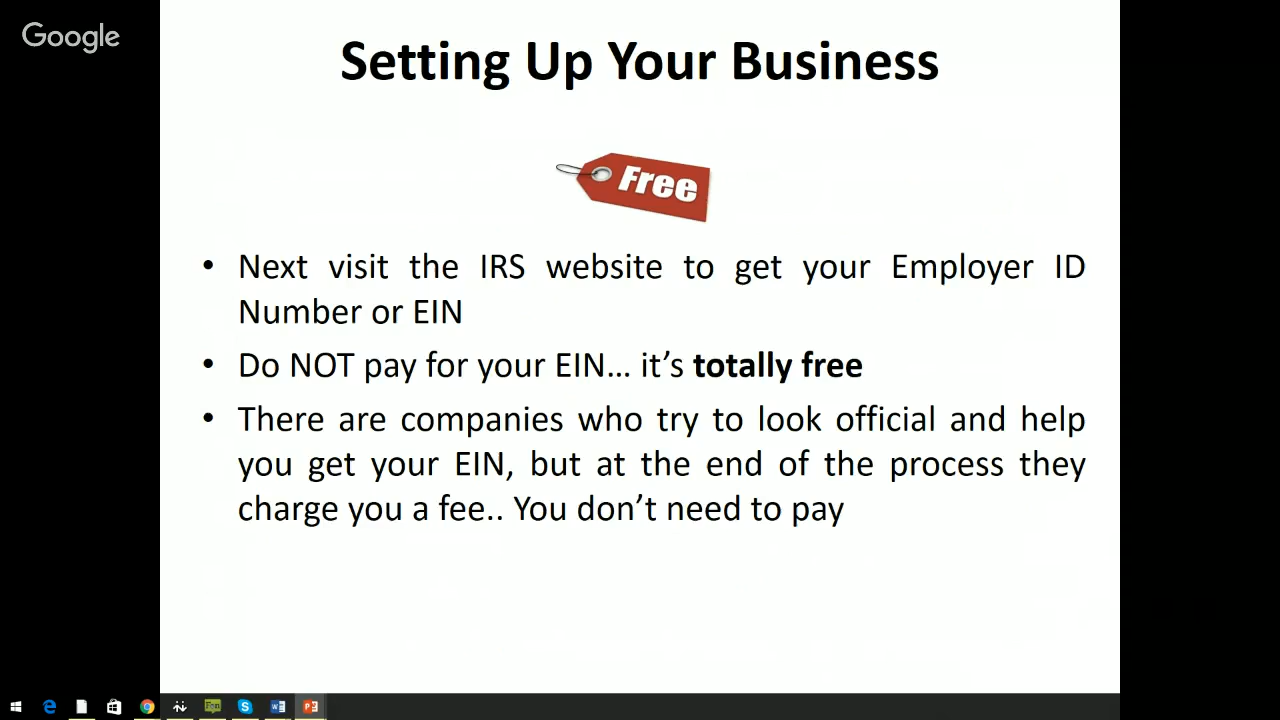 Google
Setting Up Your Business
Free
• Next visit the IRS website to get your Employer ID
Number or EIN
• Do NOT pay for your EIN... it’s totally free
• There are companies who try to look official and help
you get your EIN, but at the end of the process they
charge you a fee.. You don’t need to pay